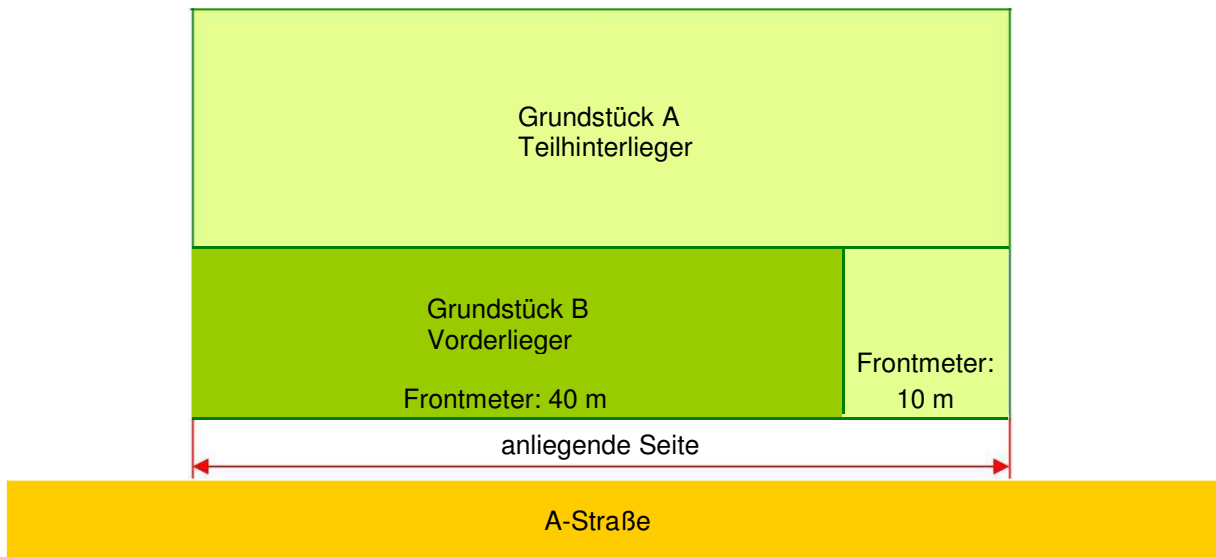 Grundstück A
Teilhinterlieger
Grundstück B
Vorderlieger
Frontmeter: 40 m
Frontmeter:
10 m
anliegende Seite
A-Straße